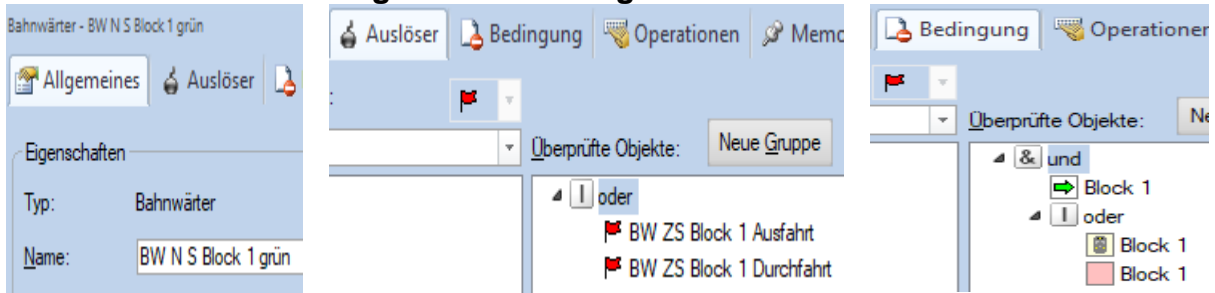 Bahnwärter - BW N S Block 1 grün
Allgemeines Auslöser
Eigenschaften
Typ: Bahnwärter
Name: BW N S Block 1 grün
Auslöser Bedingung Operationen Memo
:
Überprüfte Objekte: Neue Gruppe
oder
BW ZS Block 1 Ausfahrt
BW ZS Block 1 Durchfahrt
Bedingung Operationen
Überprüfte Objekte: Ne
& und
Block 1
oder
Block 1
Block 1